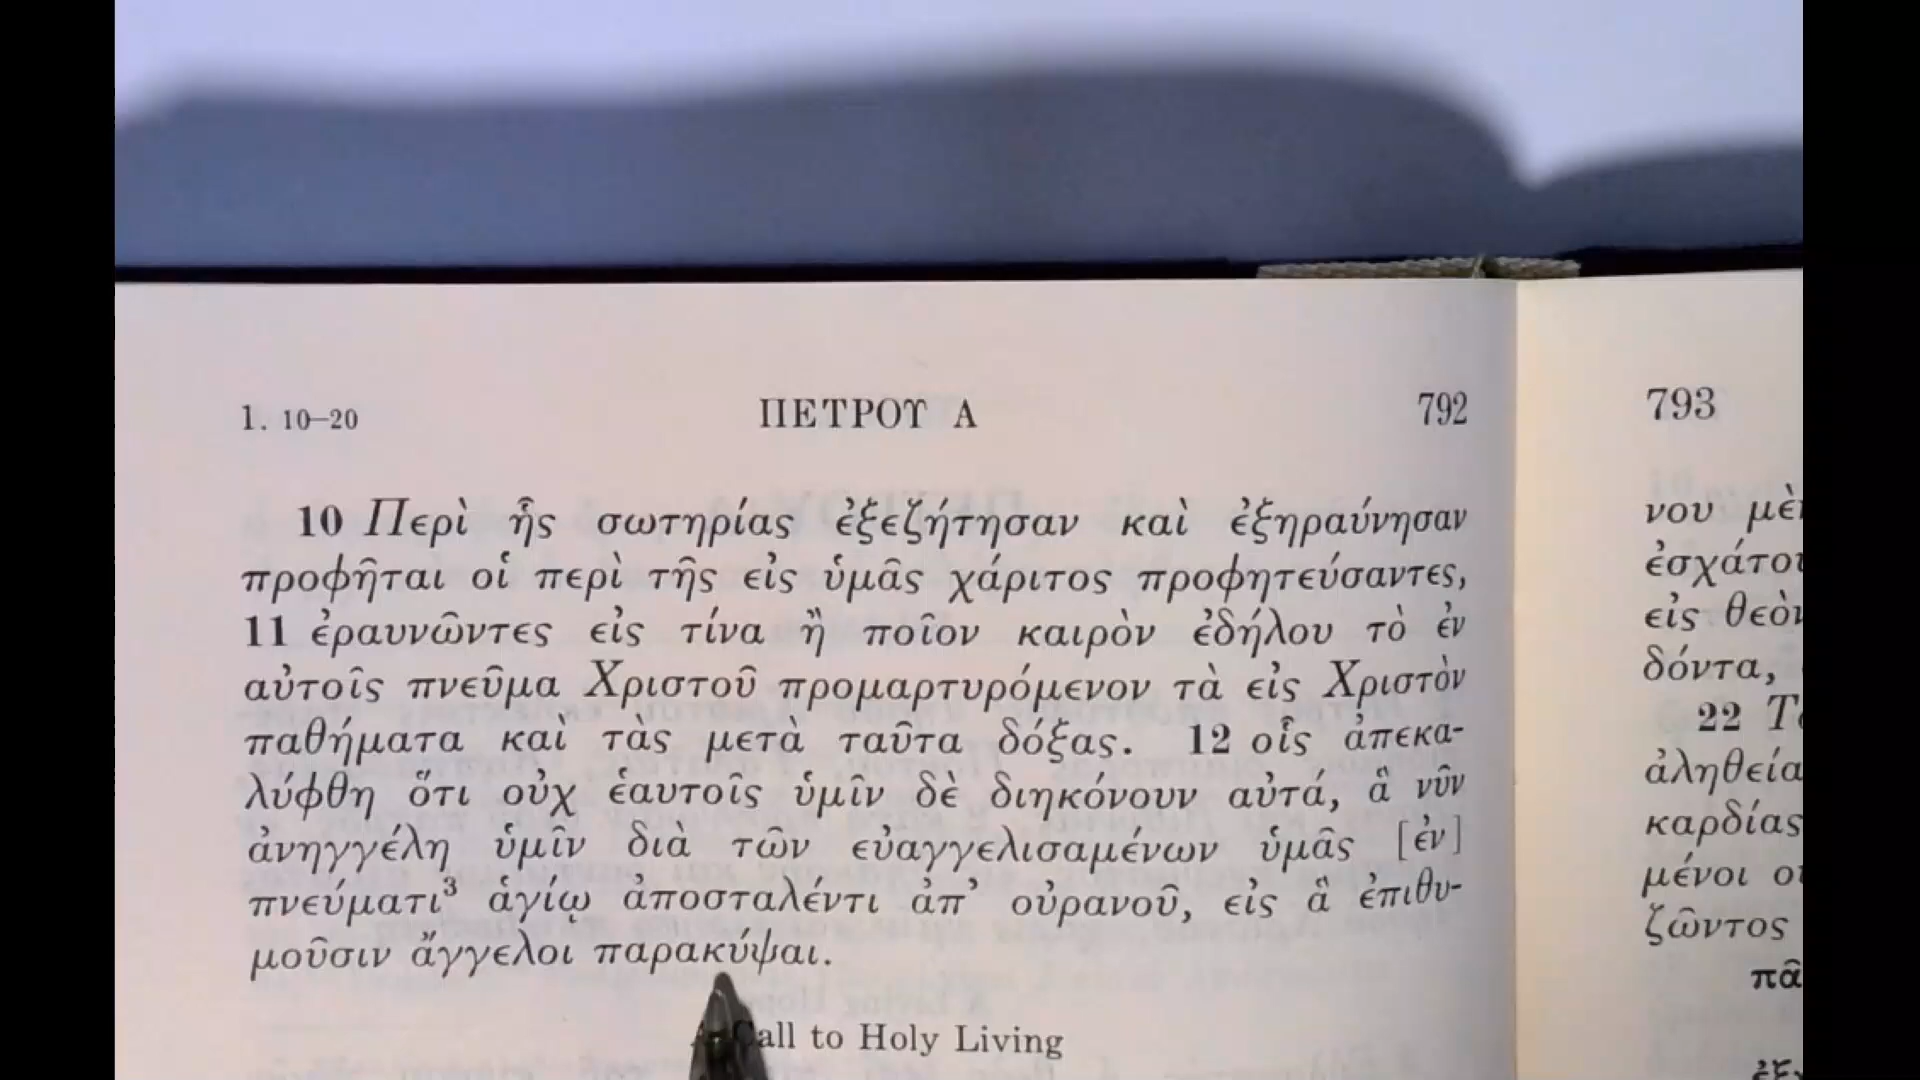 1. 10–20 ΠΕΤΡΟΥ Α 792
10 Περὶ ἧς σωτηρίας ἐξεζήτησαν καὶ ἐξηραύνησαν
προφῆται οἱ περὶ τῆς εἰς ὑμᾶς χάριτος προφητεύσαντες,
11 ἐραυνῶντες εἰς τίνα ἢ ποῖον καιρὸν ἐδήλου τὸ ἐν
αὐτοῖς πνεῦμα Χριστοῦ προμαρτυρόμενον τὰ εἰς Χριστὸν
παθήματα καὶ τὰς μετὰ ταῦτα δόξας. 12 οἷς ἀπεκα-
λύφθη ὅτι οὐχ ἑαυτοῖς ὑμῖν δὲ διηκόνουν αὐτά, ἃ νῦν
ἀνηγγέλη ὑμῖν διὰ τῶν εὐαγγελισαμένων ὑμᾶς [ἐν]
πνεύματι³ ἁγίῳ ἀποσταλέντι ἀπ’ οὐρανοῦ, εἰς ἃ ἐπιθυ-
μοῦσιν ἄγγελοι παρακύψαι.
Call to Holy Living
793
νου
ἐσχάτου
εἰς θεὸν
δόντα,
22
ἀληθεία
καρδίας
μένοι
ζῶντος